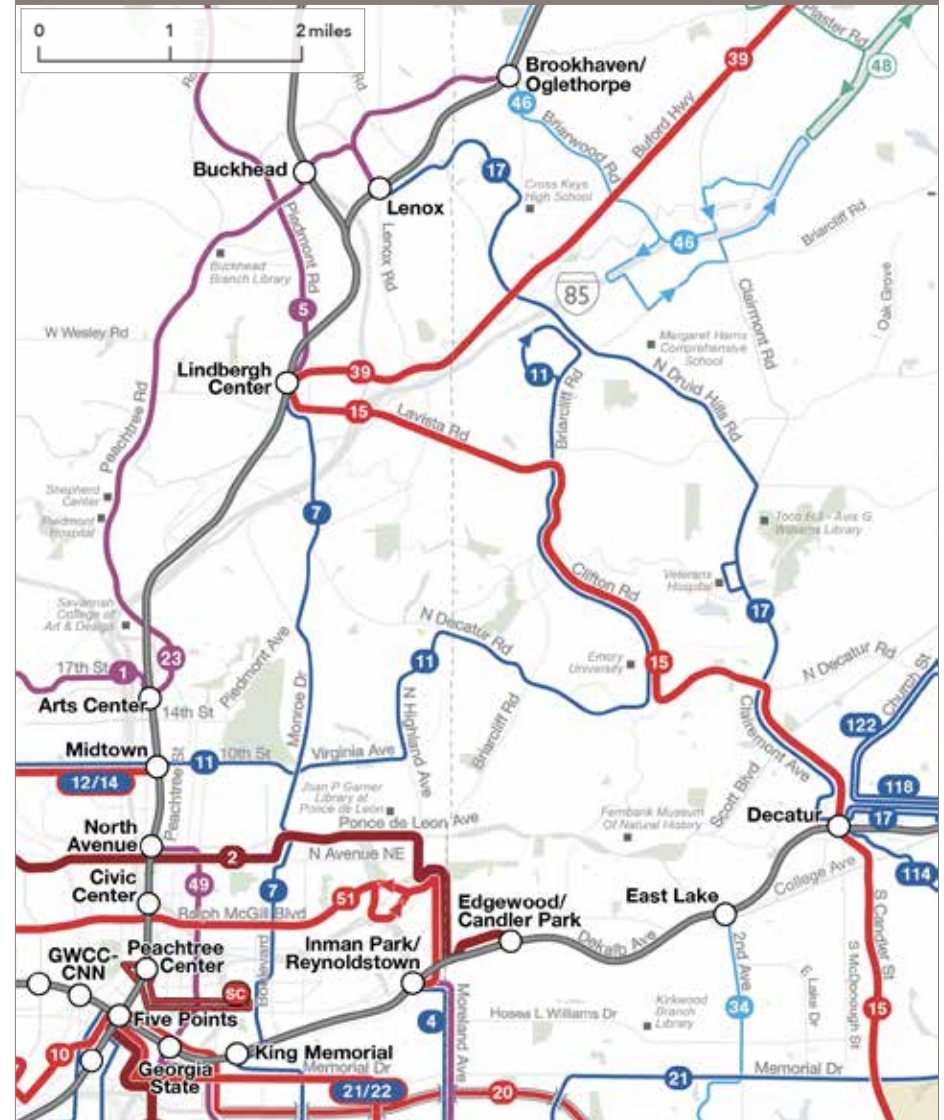 0 1 2 miles
Rd
Rd
39
Plaster Rd
48
Brookhaven/
Oglethorpe
46
Briarwood Rd
Buford Hwy
Buckhead
Lenox
17
Cross Keys
High School
Piedmont Rd
Lenox Rd
46
Briarcliff Rd
Buckhead
Branch Library
85
Clairmont Rd
Oak Grove
5
W Wesley Rd
Margaret Harris
Comprehensive
School
Lindbergh
Center
39
11
N Druid Hills Rd
15
Lavista Rd
Briarcliff Rd
Peachtree Rd
Shepherd
Center
Piedmont
Hospital
7
Toco Hill - Avis G
Williams Library
Clifton Rd
Veterans
Hospital
Savannah
College of
Art & Design
17
N Decatur Rd
17th St
1
23
Piedmont Ave
11
Emory
University
15
N Decatur Rd
Church St
Arts Center
14th St
Monroe Dr
N Highland Ave
Briarcliff Rd
Clairemont Ave
122
Midtown
11
10th St
Virginia Ave
12/14
Peachtree St
Joan P Garner
Library at
Ponce de Leon
Scott Blvd
118
Fernbank Museum
Of Natural History
Decatur
17
North
Avenue
Ponce de Leon Ave
2
N Avenue NE
College Ave
114
Civic
Center
49
7
51
Ralph McGill Blvd
Edgewood/
Candler Park
East Lake
Dekalb Ave
S Candler St
GWCC-
CNN
Peachtree
Center
Inman Park/
Reynoldstown
2nd Ave
S McDonough St
E Lake Dr
SC
Boulevard
4
Moreland Ave
Hosea L Williams Dr
Kirkwood
Branch
Library
34
15
Five Points
10
King Memorial
Georgia
State
Memorial Dr
21/22
20
21
Memorial Dr